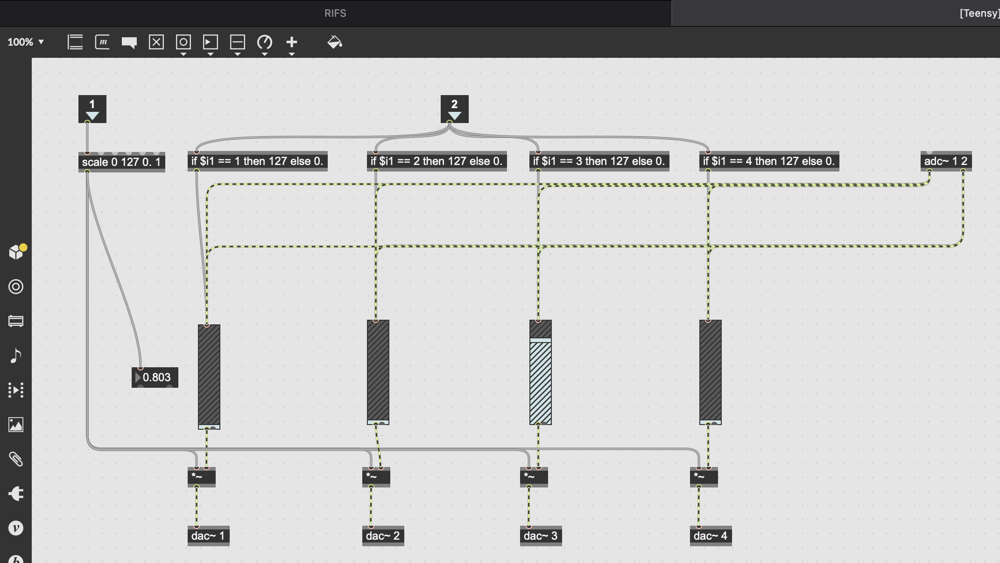 RIFS
[Teensy]
100%
m
1
2
scale 0 127 0. 1
if $i1 == 1 then 127 else 0.
if $i1 == 2 then 127 else 0.
if $i1 == 3 then 127 else 0.
if $i1 == 4 then 127 else 0.
adc~ 1 2
0.803
*~
*~
*~
*~
v
dac~ 1
dac~ 2
dac~ 3
dac~ 4
b